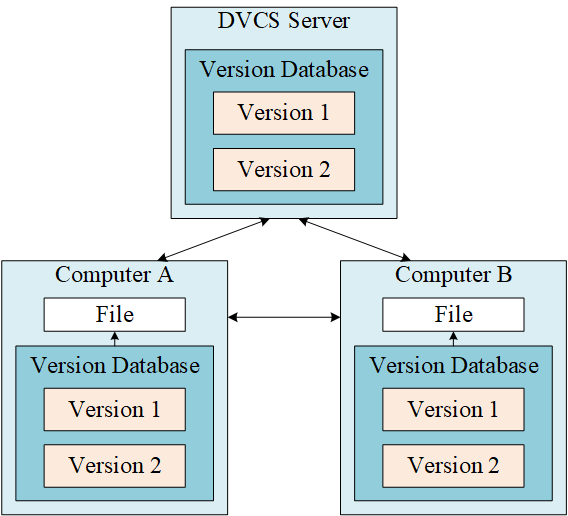 DVCS Server
Version Database
Version 1
Version 2
Computer A
File
Version Database
Version 1
Version 2
Computer B
File
Version Database
Version 1
Version 2